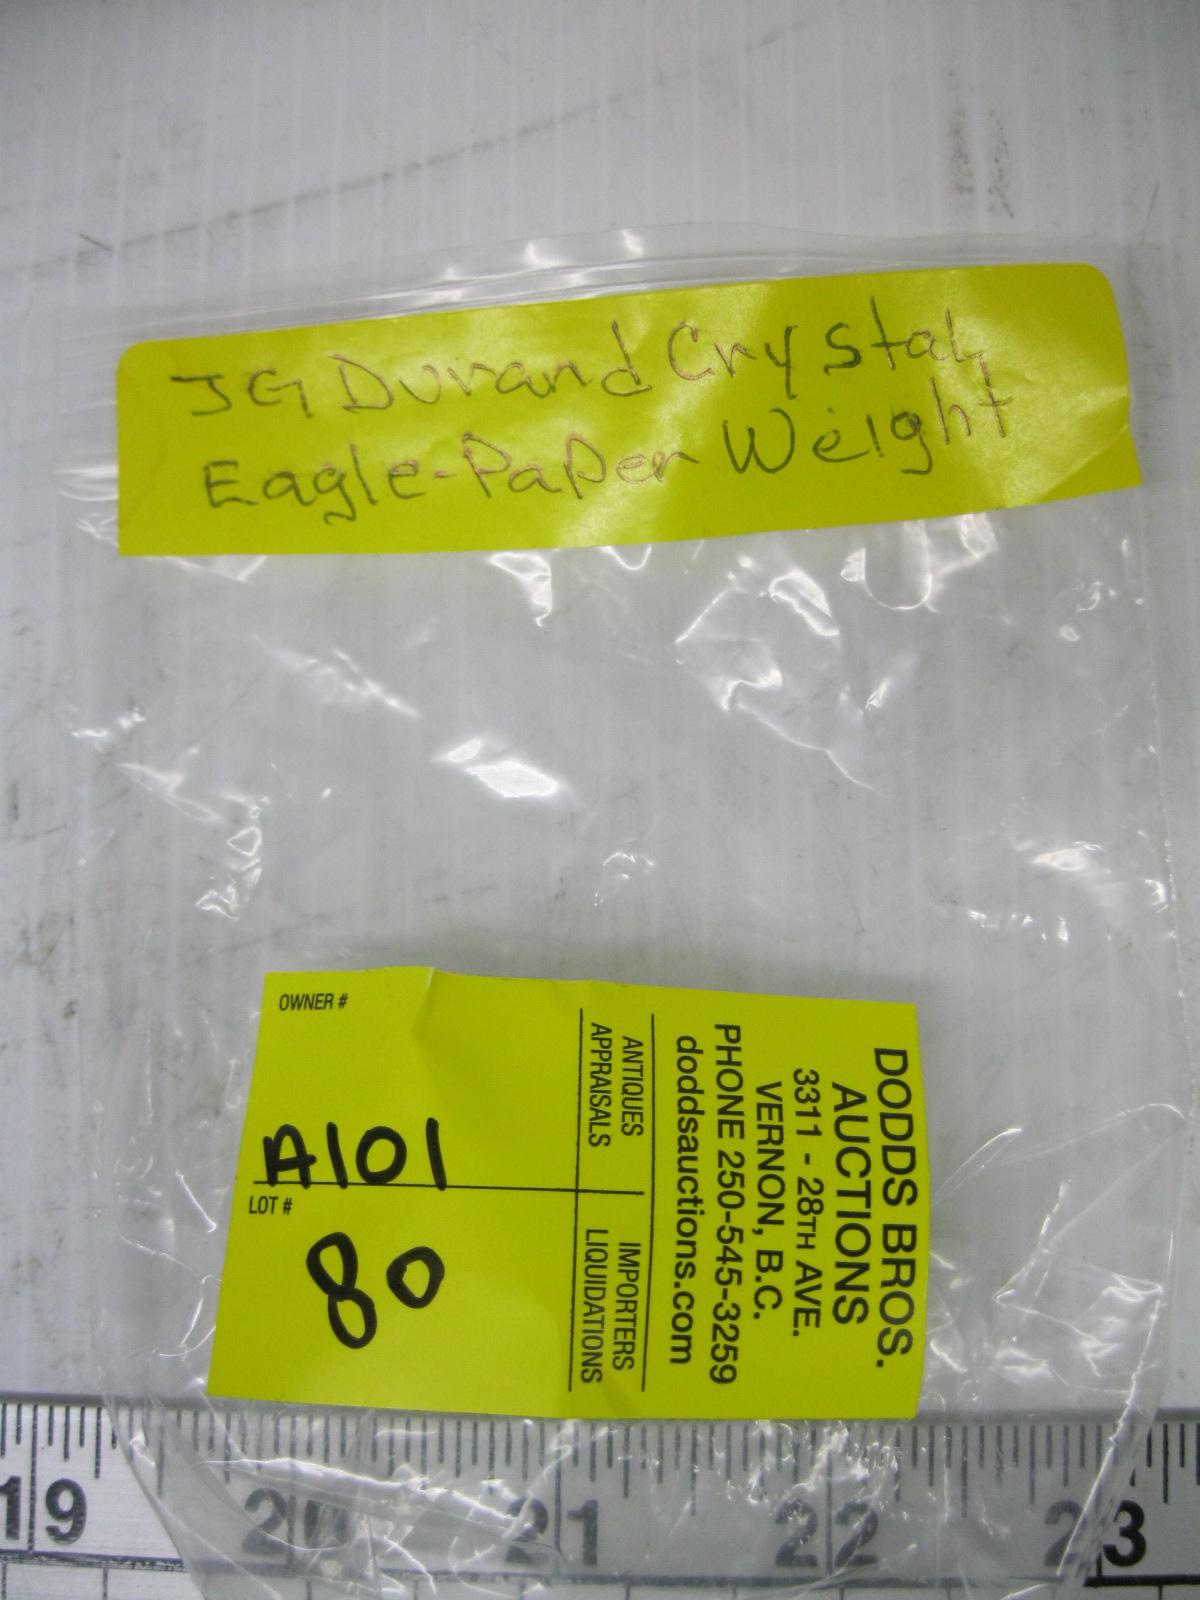 JG Durand Crystal
Eagle-Paper Weight
DODDS BROS.
AUCTIONS
3311 - 28TH AVE.
VERNON, B.C.
PHONE 250-545-3259
doddsauctions.com
ANTIQUES
APPRAISALS
IMPORTERS
LIQUIDATIONS
OWNER #
A101
LOT #
80
19 20 21 22 23